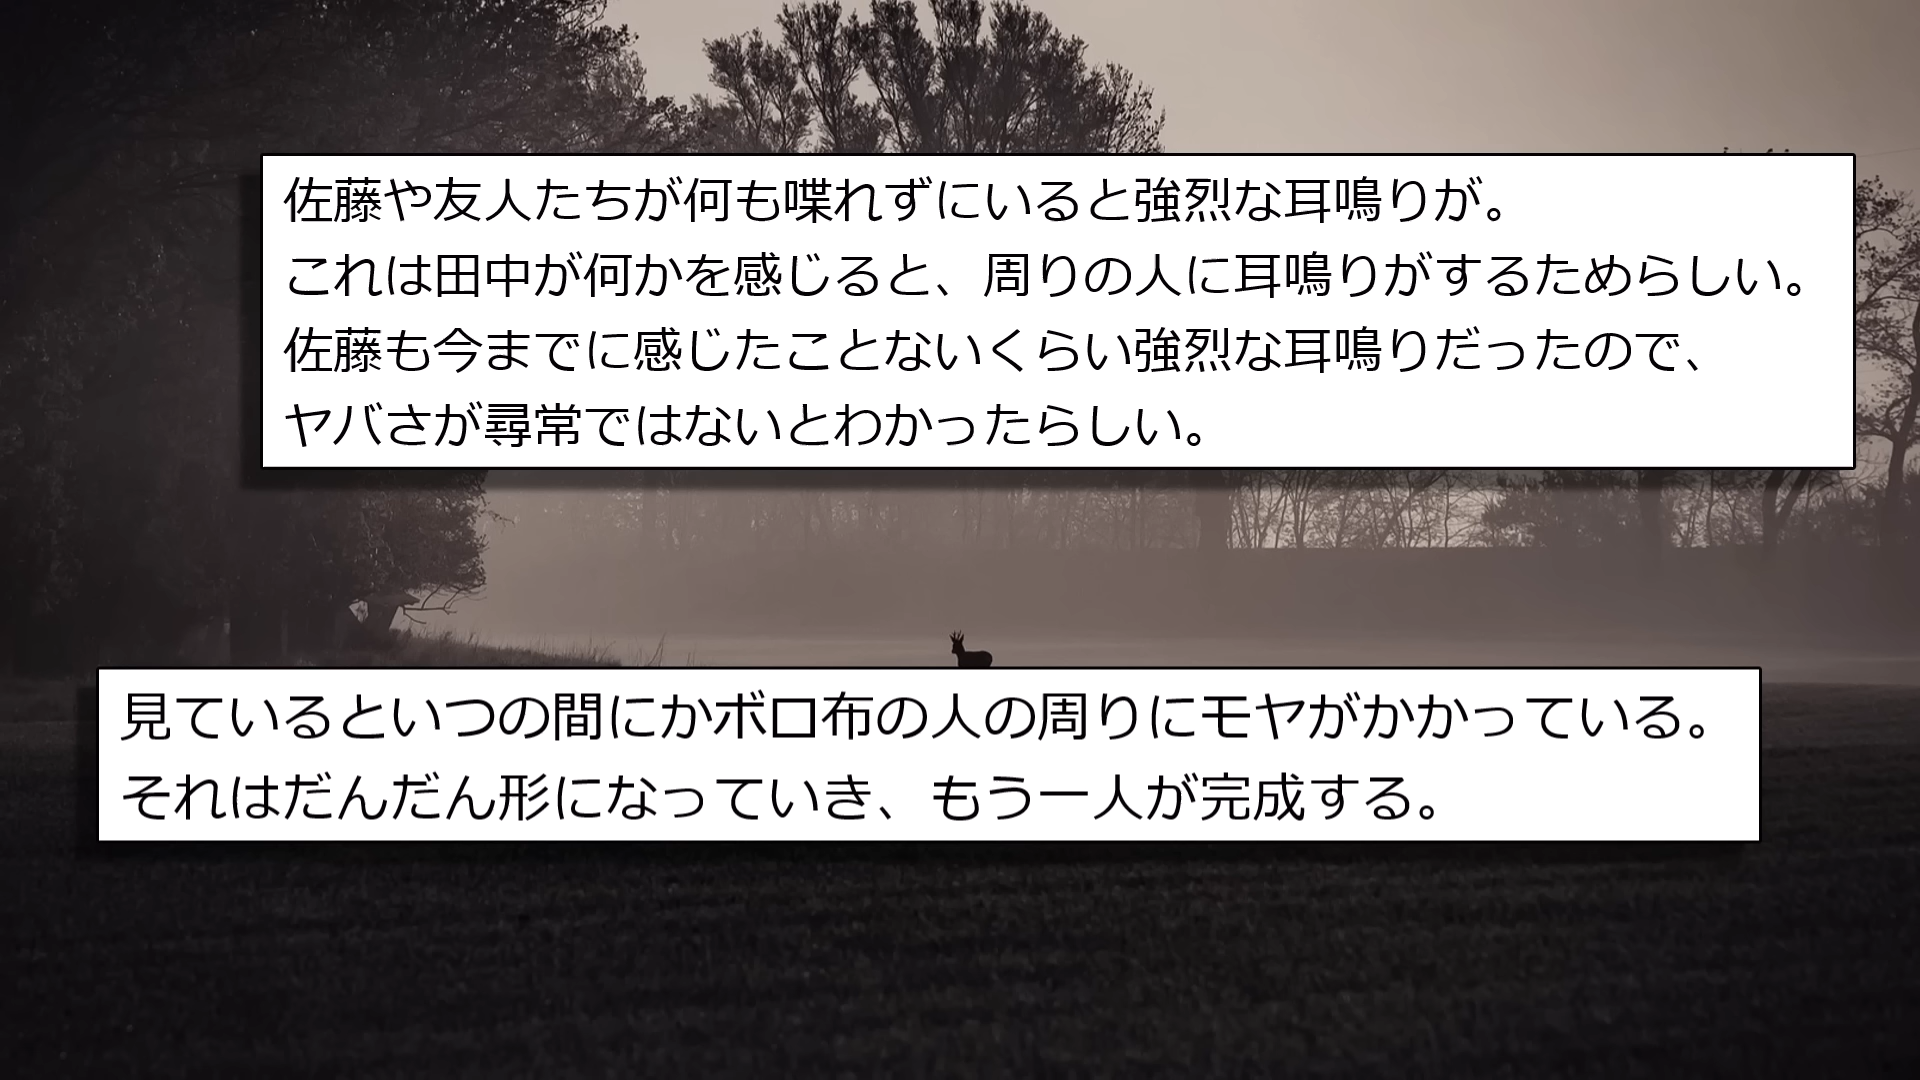 佐藤や友人たちが何も喋れずにいると強烈な耳鳴りが。
これは田中が何かを感じると、周りの人に耳鳴りがするためらしい。
佐藤も今までに感じたことないくらい強烈な耳鳴りだったので、
ヤバさが尋常ではないとわかったらしい。
見ているといつの間にかボロ布の人の周りにモヤがかかっている。
それはだんだん形になっていき、もう一人が完成する。